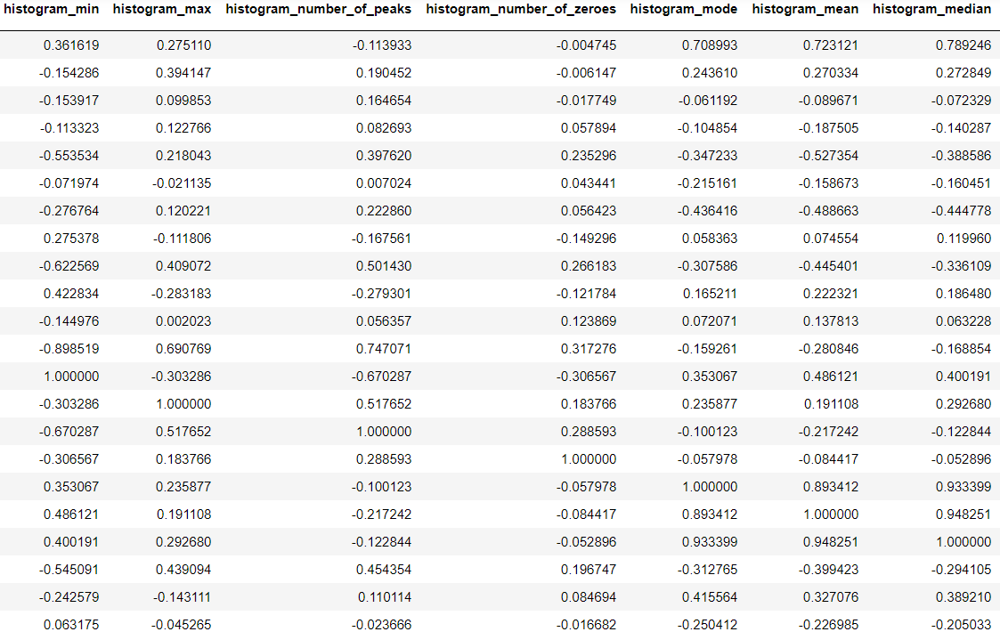 histogram_min histogram_max histogram_number_of_peaks histogram_number_of_zeroes histogram_mode histogram_mean histogram_median
0.361619 0.275110 -0.113933 -0.004745 0.708993 0.723121 0.789246
-0.154286 0.394147 0.190452 -0.006147 0.243610 0.270334 0.272849
-0.153917 0.099853 0.164654 -0.017749 -0.061192 -0.089671 -0.072329
-0.113323 0.122766 0.082693 0.057894 -0.104854 -0.187505 -0.140287
-0.553534 0.218043 0.397620 0.235296 -0.347233 -0.527354 -0.388586
-0.071974 -0.021135 0.007024 0.043441 -0.215161 -0.158673 -0.160451
-0.276764 0.120221 0.222860 0.056423 -0.436416 -0.488663 -0.444778
0.275378 -0.111806 -0.167561 -0.149296 0.058363 0.074554 0.119960
-0.622569 0.409072 0.501430 0.266183 -0.307586 -0.445401 -0.336109
0.422834 -0.283183 -0.279301 -0.121784 0.165211 0.222321 0.186480
-0.144976 0.002023 0.056357 0.123869 0.072071 0.137813 0.063228
-0.898519 0.690769 0.747071 0.317276 -0.159261 -0.280846 -0.168854
1.000000 -0.303286 -0.670287 -0.306567 0.353067 0.486121 0.400191
-0.303286 1.000000 0.517652 0.183766 0.235877 0.191108 0.292680
-0.670287 0.517652 1.000000 0.288593 -0.100123 -0.217242 -0.122844
-0.306567 0.183766 0.288593 1.000000 -0.057978 -0.084417 -0.052896
0.353067 0.235877 -0.100123 -0.057978 1.000000 0.893412 0.933399
0.486121 0.191108 -0.217242 -0.084417 0.893412 1.000000 0.948251
0.400191 0.292680 -0.122844 -0.052896 0.933399 0.948251 1.000000
-0.545091 0.439094 0.454354 0.196747 -0.312765 -0.399423 -0.294105
-0.242579 -0.143111 0.110114 0.084694 0.415564 0.327076 0.389210
0.063175 -0.045265 -0.023666 -0.016682 -0.250412 -0.226985 -0.205033